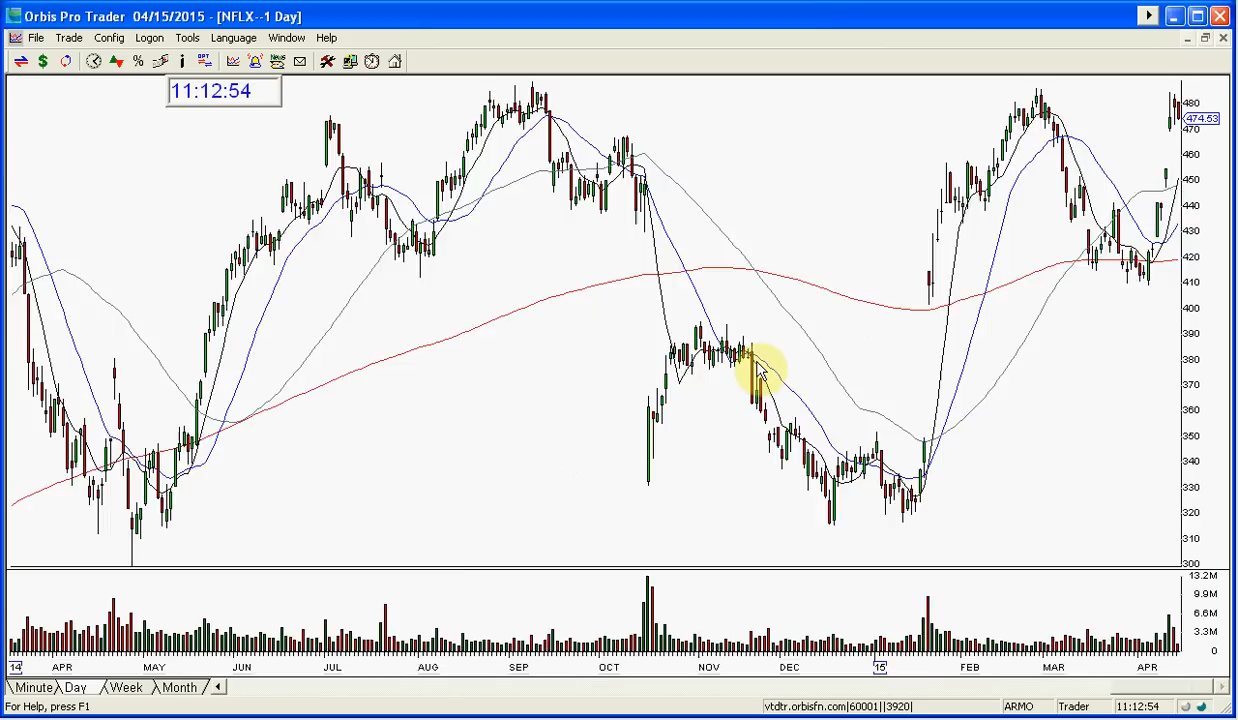 Orbis Pro Trader 04/15/2015 - [NFLX--1 Day]
File Trade Config Logon Tools Language Window Help
$ % i OPT News
11:12:54
480
474.53
470
460
450
440
430
420
410
400
390
380
370
360
350
340
330
320
310
300
13.2M
9.9M
6.6M
3.3M
0
14 APR MAY JUN JUL AUG SEP OCT NOV DEC 15 FEB MAR APR
Minute Day Week Month
For Help, press F1 vtdtr.orbisfn.com|60001||3920| ARMO Trader 11:12:54